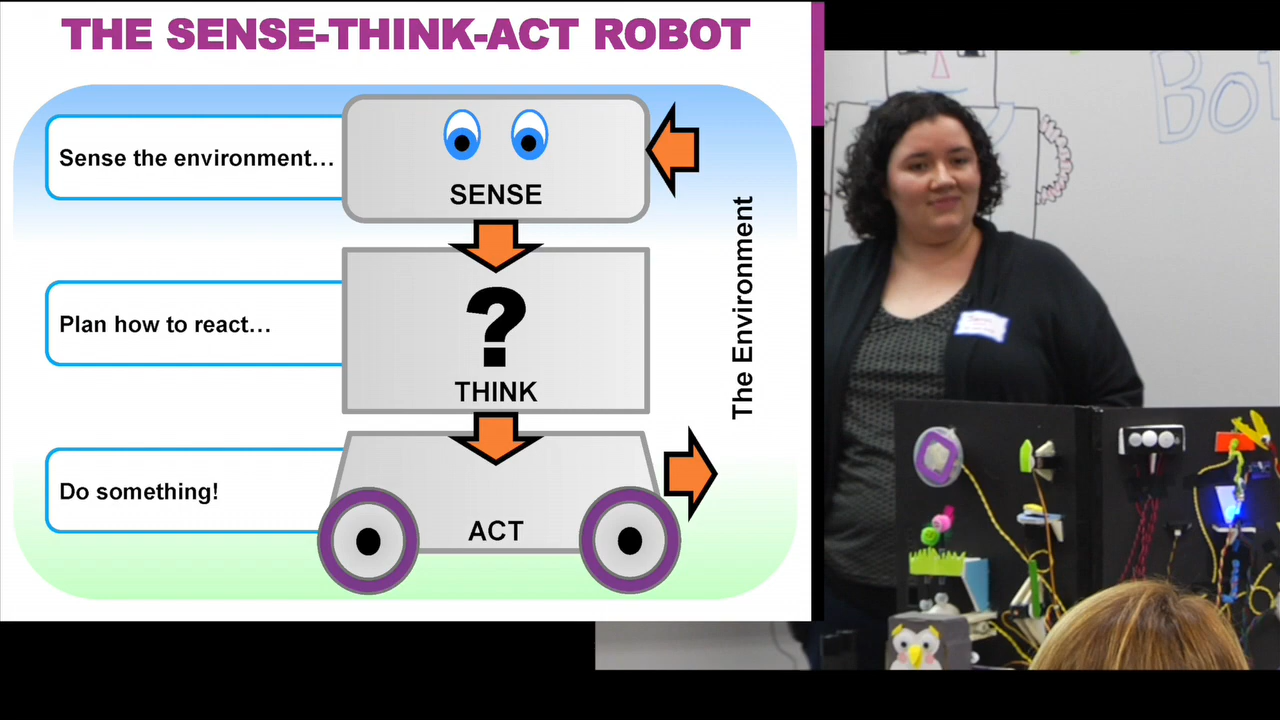 THE SENSE-THINK-ACT ROBOT
Sense the environment...
SENSE
Plan how to react...
?
THINK
Do something!
ACT
The Environment
Bot